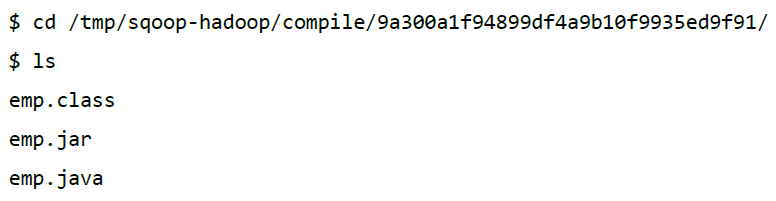 $ cd /tmp/sqoop-hadoop/compile/9a300a1f94899df4a9b10f9935ed9f91/
$ ls
emp.class
emp.jar
emp.java